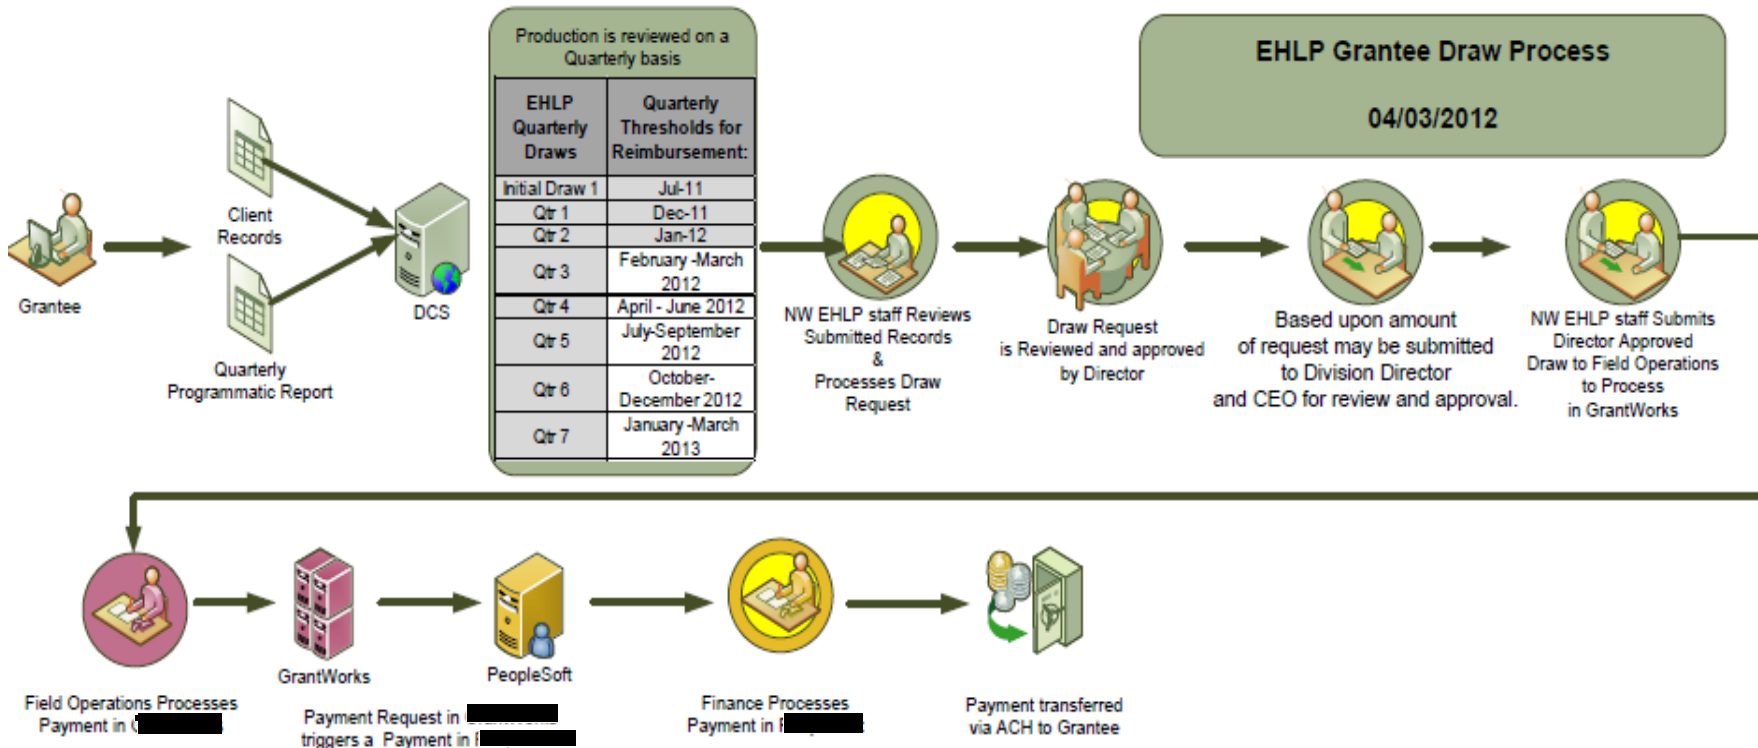 Production is reviewed on a
Quarterly basis
EHLP Quarterly Draws
Quarterly Thresholds for Reimbursement:
Initial Draw 1 Jul-11
Qtr 1 Dec-11
Qtr 2 Jan-12
Qtr 3 February -March 2012
Qtr 4 April - June 2012
Qtr 5 July-September 2012
Qtr 6 October-December 2012
Qtr 7 January -March 2013
EHLP Grantee Draw Process
04/03/2012
Grantee
Client
Records
Quarterly
Programmatic Report
DCS
NW EHLP staff Reviews
Submitted Records
&
Processes Draw
Request
Draw Request
is Reviewed and approved
by Director
Based upon amount
of request may be submitted
to Division Director
and CEO for review and approval.
NW EHLP staff Submits
Director Approved
Draw to Field Operations
to Process
in GrantWorks
Field Operations Processes
Payment in
GrantWorks
Payment Request in
triggers a Payment in
PeopleSoft
Finance Processes
Payment in
Payment transferred
via ACH to Grantee